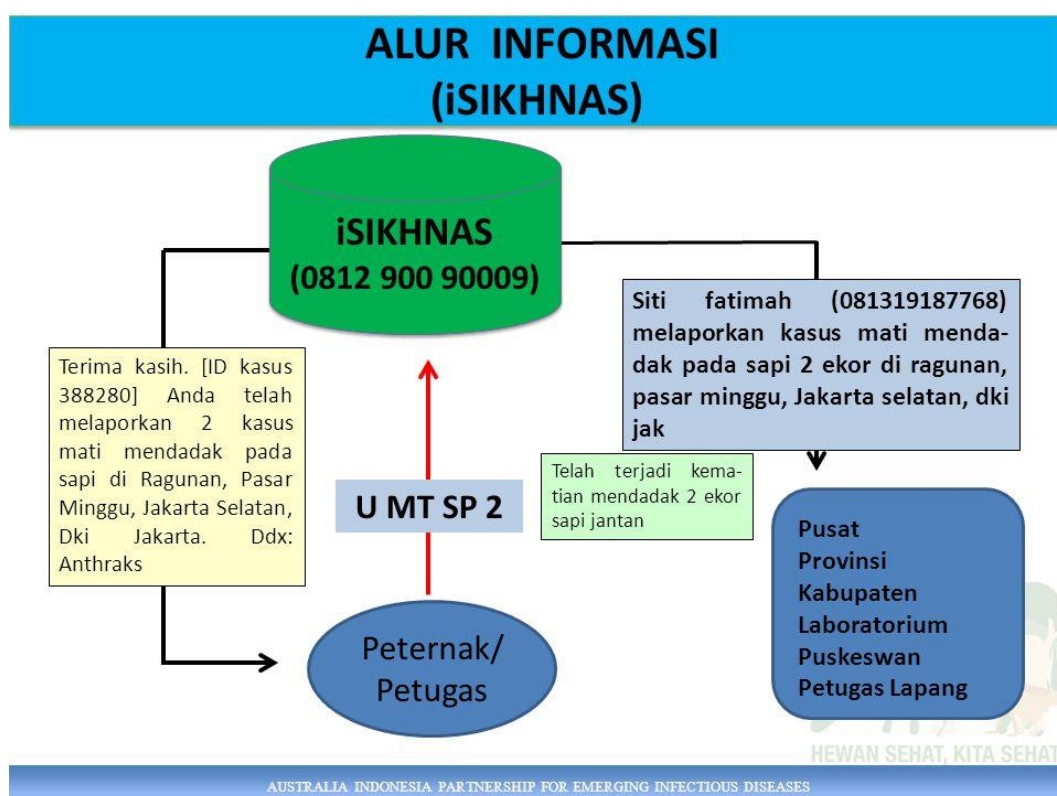 ALUR INFORMASI
(iSIKHNAS)
iSIKHNAS
(0812 900 90009)
Terima kasih. [ID kasus
388280] Anda telah
melaporkan 2 kasus
mati mendadak pada
sapi di Ragunan, Pasar
Minggu, Jakarta Selatan,
Dki Jakarta. Ddx:
Anthraks
U MT SP 2
Peternak/
Petugas
Siti fatimah (081319187768)
melaporkan kasus mati menda-
dak pada sapi 2 ekor di ragunan,
pasar minggu, Jakarta selatan, dki
jak
Telah terjadi kema-
tian mendadak 2 ekor
sapi jantan
Pusat
Provinsi
Kabupaten
Laboratorium
Puskeswan
Petugas Lapang
HEWAN SEHAT, KITA SEHAT
AUSTRALIA INDONESIA PARTNERSHIP FOR EMERGING INFECTIOUS DISEASES